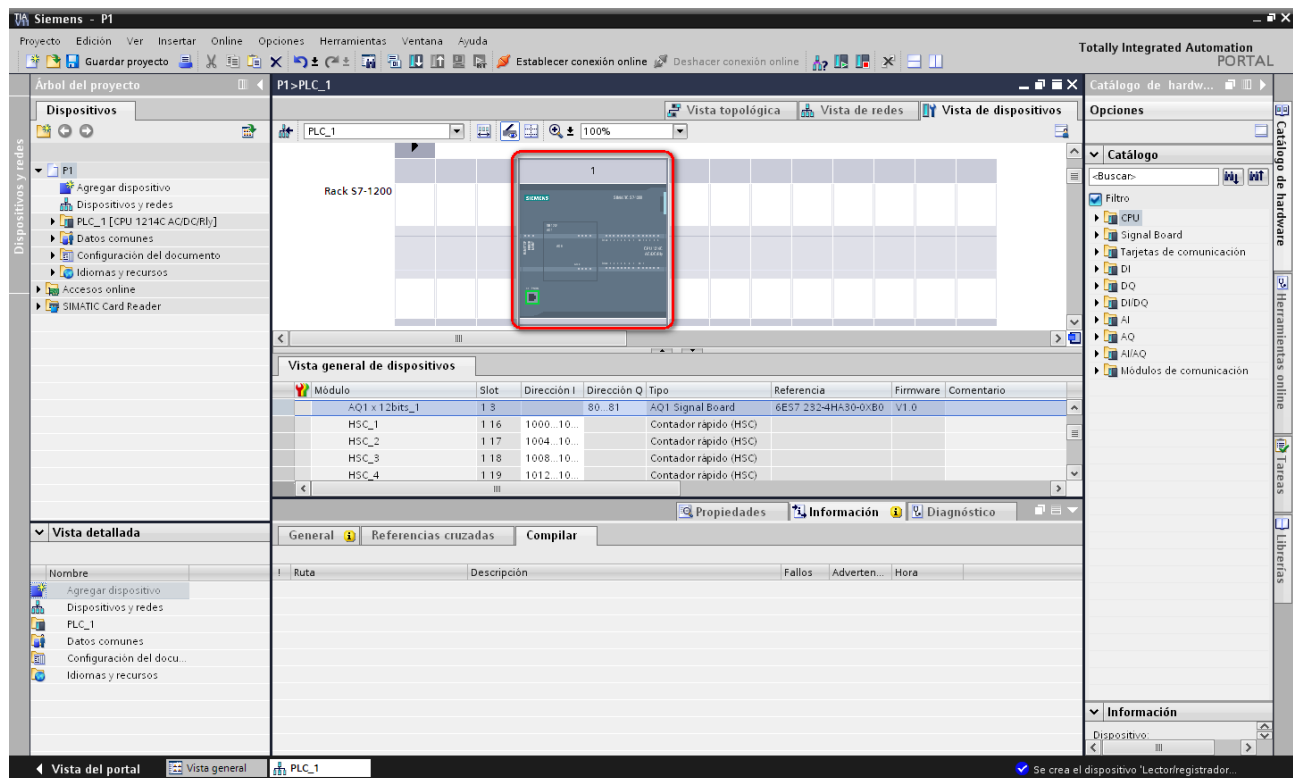 Siemens - P1
Proyecto Edición Ver Insertar Online Opciones Herramientas Ventana Ayuda
Totally Integrated Automation
PORTAL
Guardar proyecto Establecer conexión online Deshacer conexión online
Árbol del proyecto
P1>PLC_1
Catálogo de hardw...
Dispositivos
Vista topológica Vista de redes Vista de dispositivos
Opciones
PLC_1 100%
Dispositivos y redes
P1
Agregar dispositivo
Dispositivos y redes
PLC_1 [CPU 1214C AC/DC/Rly]
Datos comunes
Configuración del documento
Idiomas y recursos
Accesos online
SIMATIC Card Reader
Rack S7-1200
1
SIEMENS
Catálogo
<Buscar>
Filtro
CPU
Signal Board
Tarjetas de comunicación
DI
DQ
DI/DQ
AI
AQ
AI/AQ
Módulos de comunicación
Catálogo de hardware
Herramientas online
Tareas
Librerías
Vista general de dispositivos
Módulo Slot Dirección I Dirección Q Tipo Referencia Firmware Comentario
AQ1 x 12bits_1 1 3 80...81 AQ1 Signal Board 6ES7 232-4HA30-0XB0 V1.0
HSC_1 1 16 1000...10... Contador rápido (HSC)
HSC_2 1 17 1004...10... Contador rápido (HSC)
HSC_3 1 18 1008...10... Contador rápido (HSC)
HSC_4 1 19 1012...10... Contador rápido (HSC)
Propiedades Información Diagnóstico
General Referencias cruzadas Compilar
! Ruta Descripción Fallos Adverten... Hora
Vista detallada
Nombre
Agregar dispositivo
Dispositivos y redes
PLC_1
Datos comunes
Configuración del docu...
Idiomas y recursos
Información
Dispositivo:
Vista del portal Vista general PLC_1
Se crea el dispositivo 'Lector/registrador...